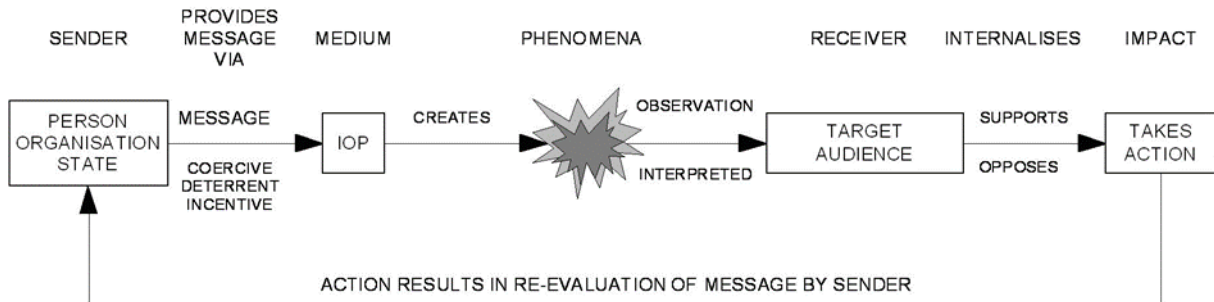 PROVIDES
SENDER MESSAGE MEDIUM PHENOMENA RECEIVER INTERNALISES IMPACT
VIA
PERSON
ORGANISATION
STATE
MESSAGE
COERCIVE
DETERRENT
INCENTIVE
IOP
CREATES
OBSERVATION
INTERPRETED
TARGET
AUDIENCE
SUPPORTS
OPPOSES
TAKES
ACTION
ACTION RESULTS IN RE-EVALUATION OF MESSAGE BY SENDER